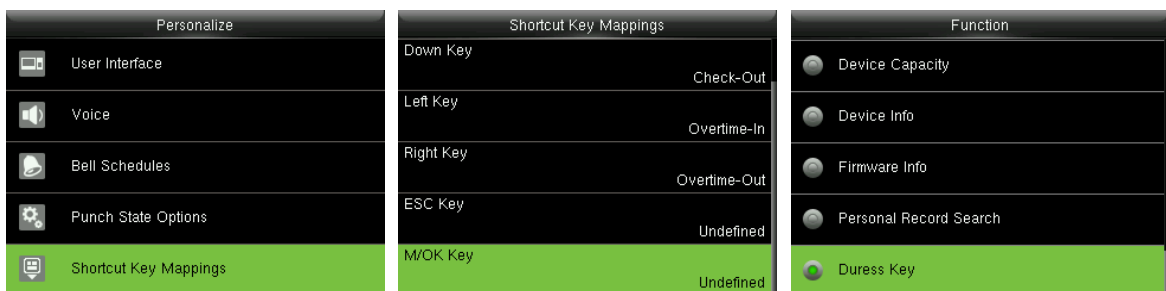 Personalize
User Interface
Voice
Bell Schedules
Punch State Options
Shortcut Key Mappings
Shortcut Key Mappings
Down Key
Check-Out
Left Key
Overtime-In
Right Key
Overtime-Out
ESC Key
Undefined
M/OK Key
Undefined
Function
Device Capacity
Device Info
Firmware Info
Personal Record Search
Duress Key